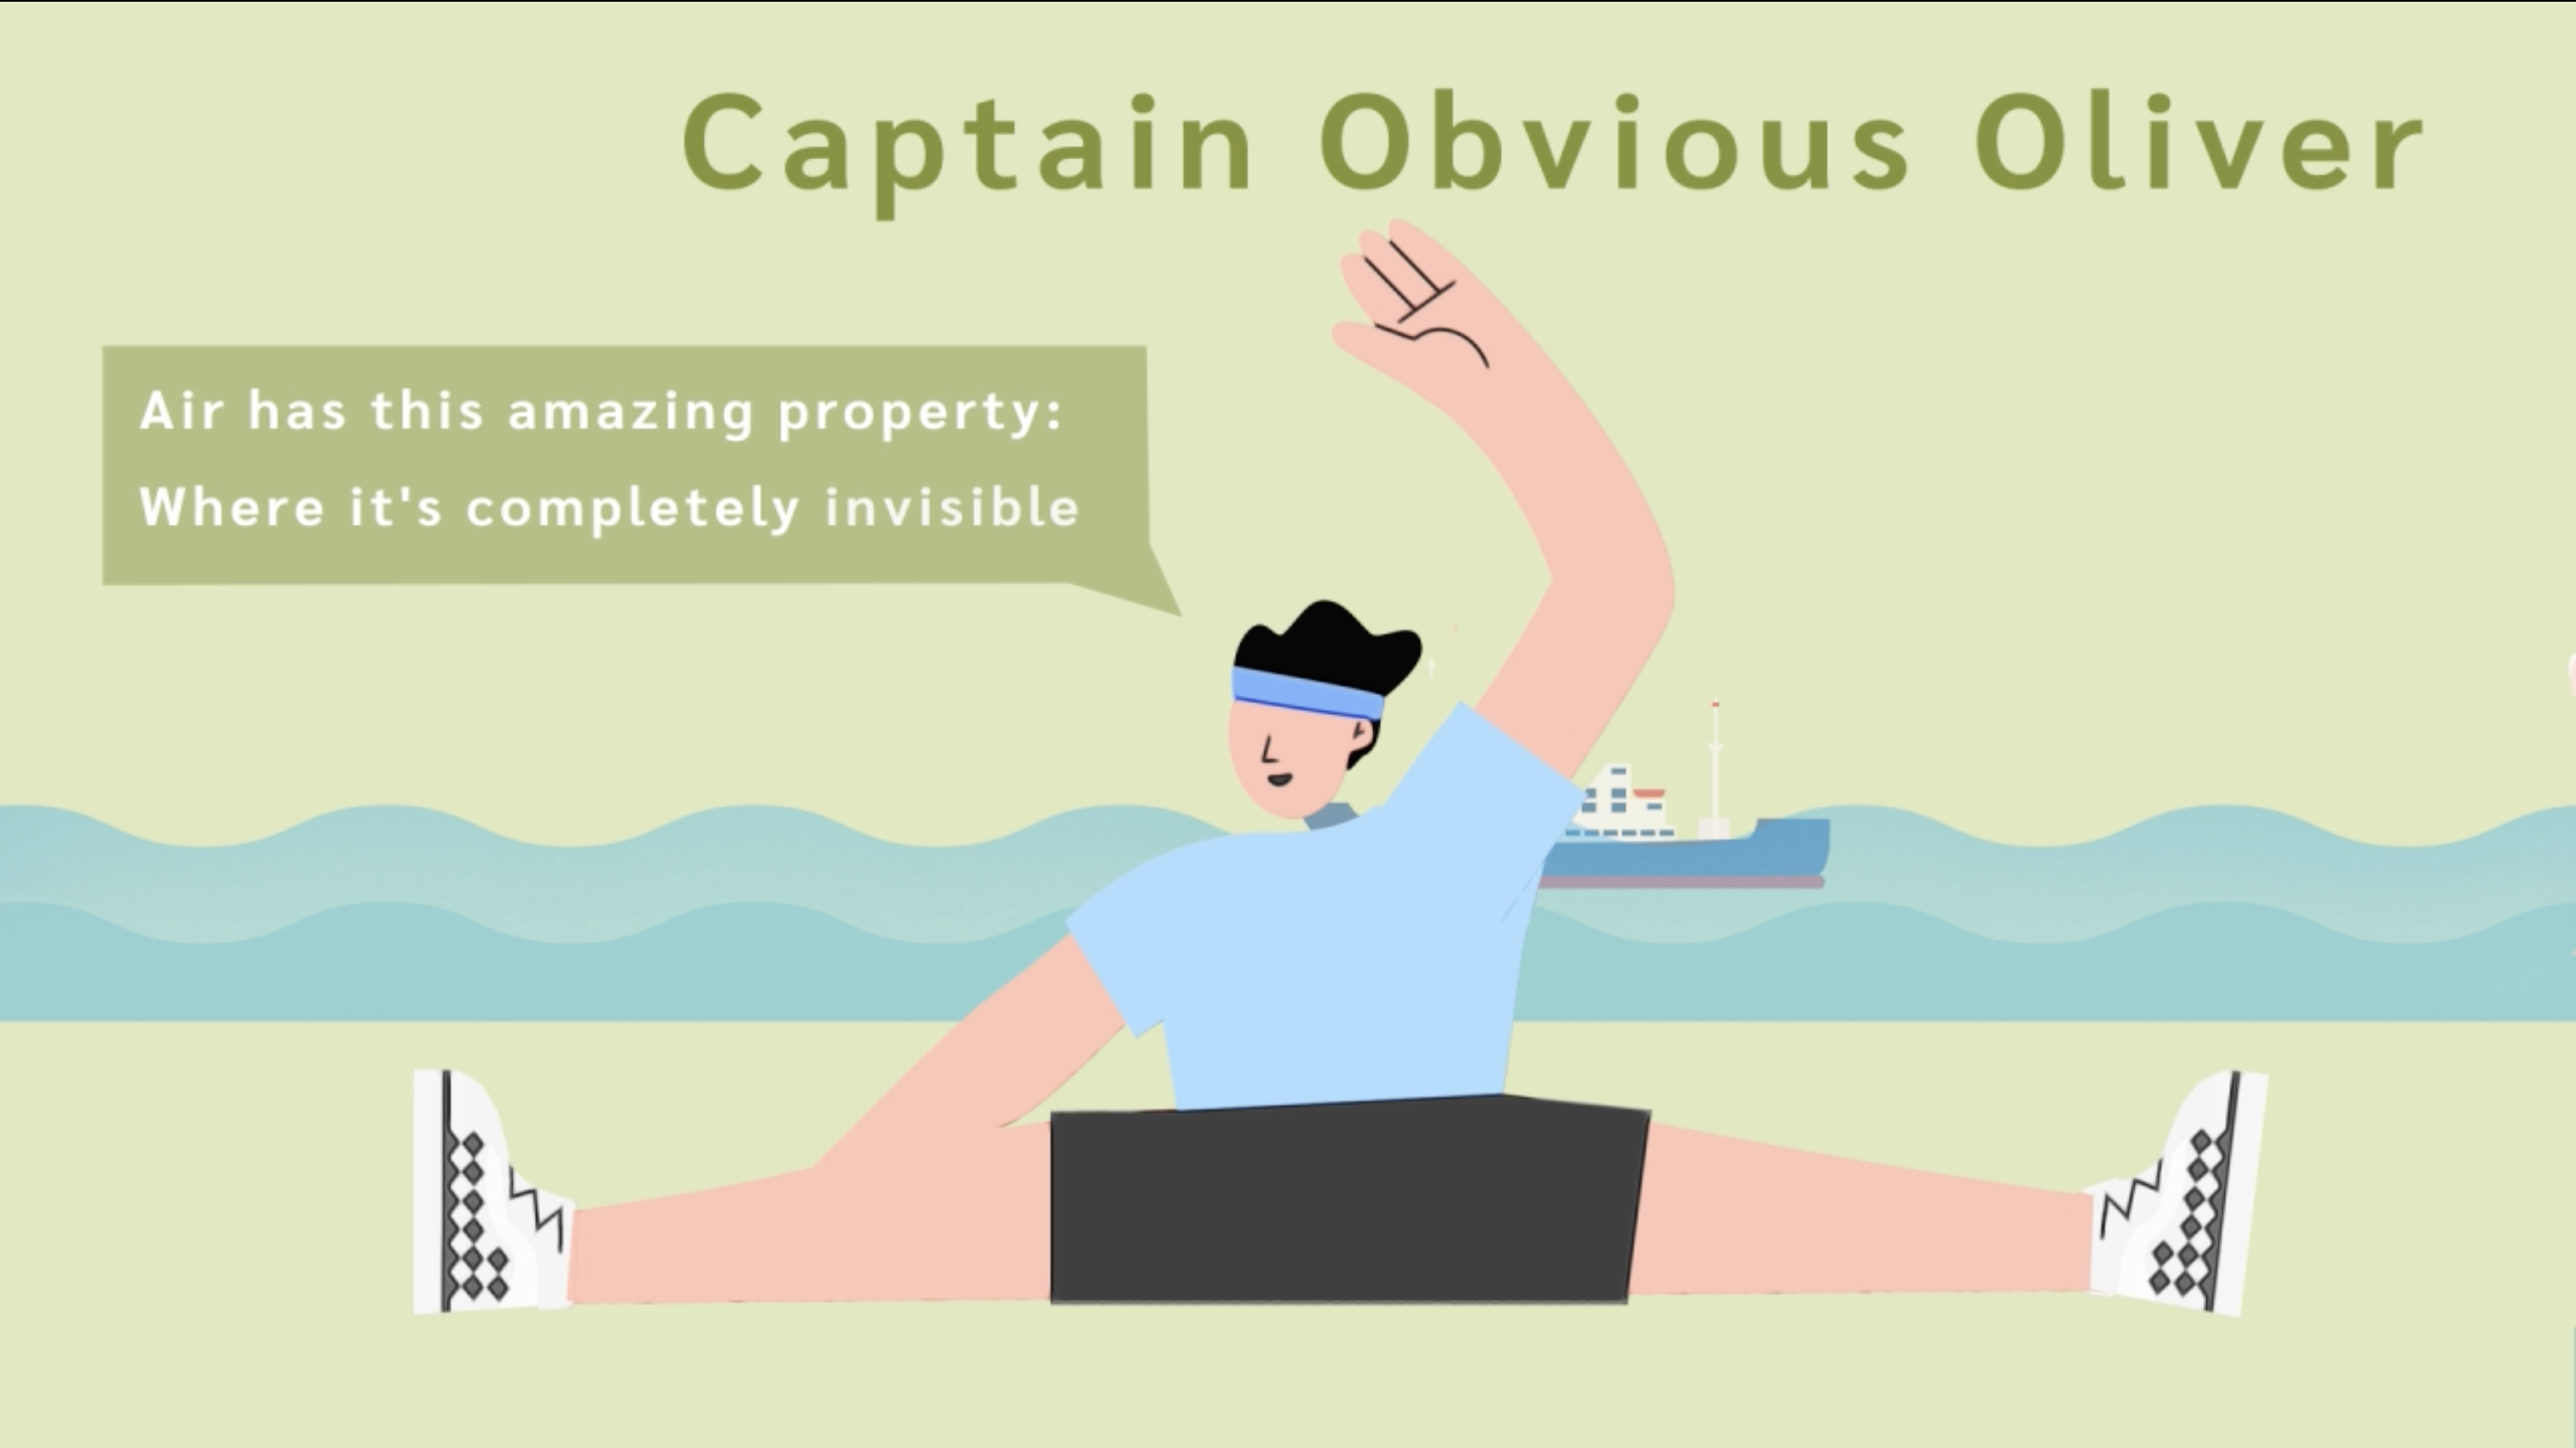 Captain Obvious Oliver
Air has this amazing property:
Where it's completely invisible